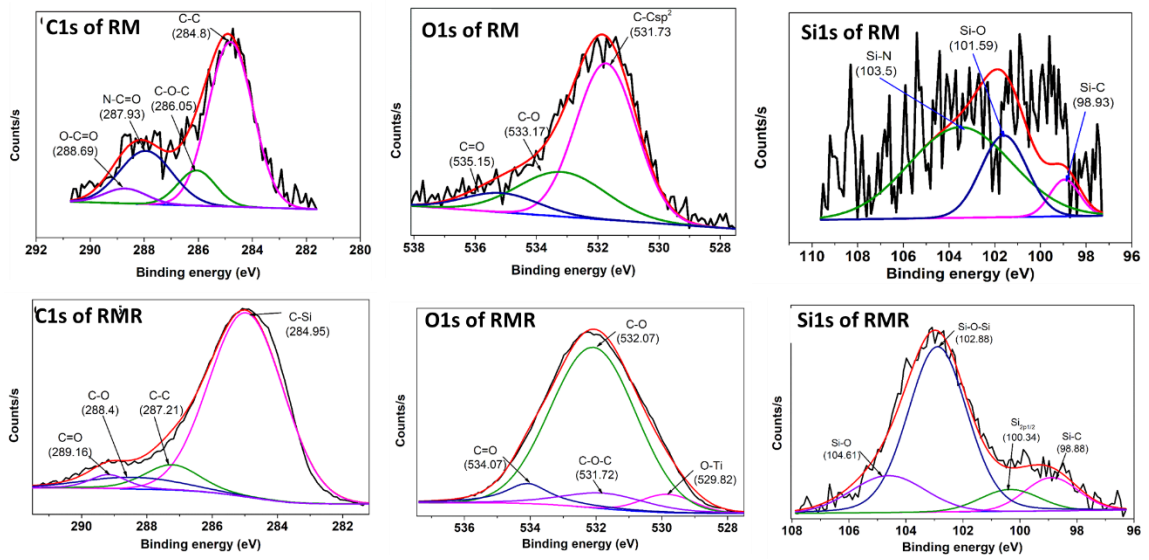 C1s of RM
C-C
(284.8)
C-O-C
(286.05)
N-C=O
(287.93)
O-C=O
(288.69)
Counts/s
292 290 288 286 284 282 280
Binding energy (eV)
O1s of RM
C-Csp²
(531.73
C-O
(533.17)
C=O
(535.15)
Counts/s
538 536 534 532 530 528
Binding energy (eV)
Si1s of RM
Si-O
(101.59)
Si-N
(103.5)
Si-C
(98.93)
Counts/s
110 108 106 104 102 100 98 96
Binding energy (eV)
C1s of RMR
C-Si
(284.95)
C-O
(288.4)
C-C
(287.21)
C=O
(289.16)
Counts/s
290 288 286 284 282
Binding energy (eV)
O1s of RMR
C-O
(532.07)
C=O
(534.07)
C-O-C
(531.72)
O-Ti
(529.82)
Counts/s
536 534 532 530 528
Binding energy (eV)
Si1s of RMR
Si-O-Si
(102.88)
Si2p1/2
(100.34)
Si-C
(98.88)
Si-O
(104.61)
Counts/s
108 106 104 102 100 98 96
Binding energy (eV)